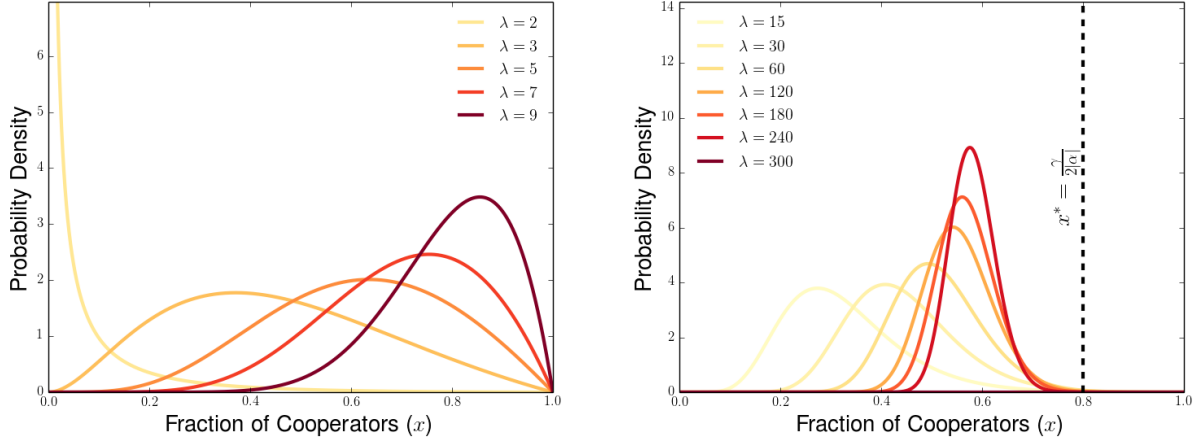 6
5
4
3
2
1
0
0.0
0.2
0.4
0.6
0.8
1.0
Probability Density
Fraction of Cooperators (x)
λ = 2
λ = 3
λ = 5
λ = 7
λ = 9
14
12
10
8
6
4
2
0
0.0
0.2
0.4
0.6
0.8
1.0
Probability Density
Fraction of Cooperators (x)
λ = 15
λ = 30
λ = 60
λ = 120
λ = 180
λ = 240
λ = 300
x* = γ/2|α|